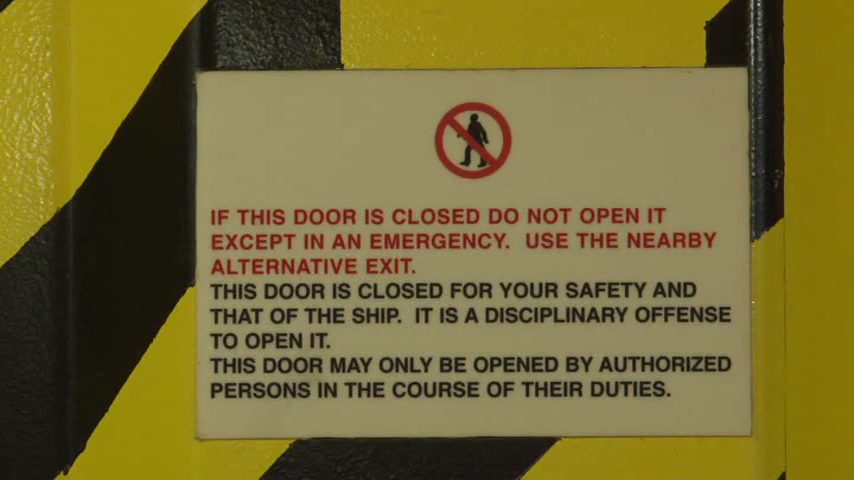 IF THIS DOOR IS CLOSED DO NOT OPEN IT
EXCEPT IN AN EMERGENCY. USE THE NEARBY
ALTERNATIVE EXIT.
THIS DOOR IS CLOSED FOR YOUR SAFETY AND
THAT OF THE SHIP. IT IS A DISCIPLINARY OFFENSE
TO OPEN IT.
THIS DOOR MAY ONLY BE OPENED BY AUTHORIZED
PERSONS IN THE COURSE OF THEIR DUTIES.